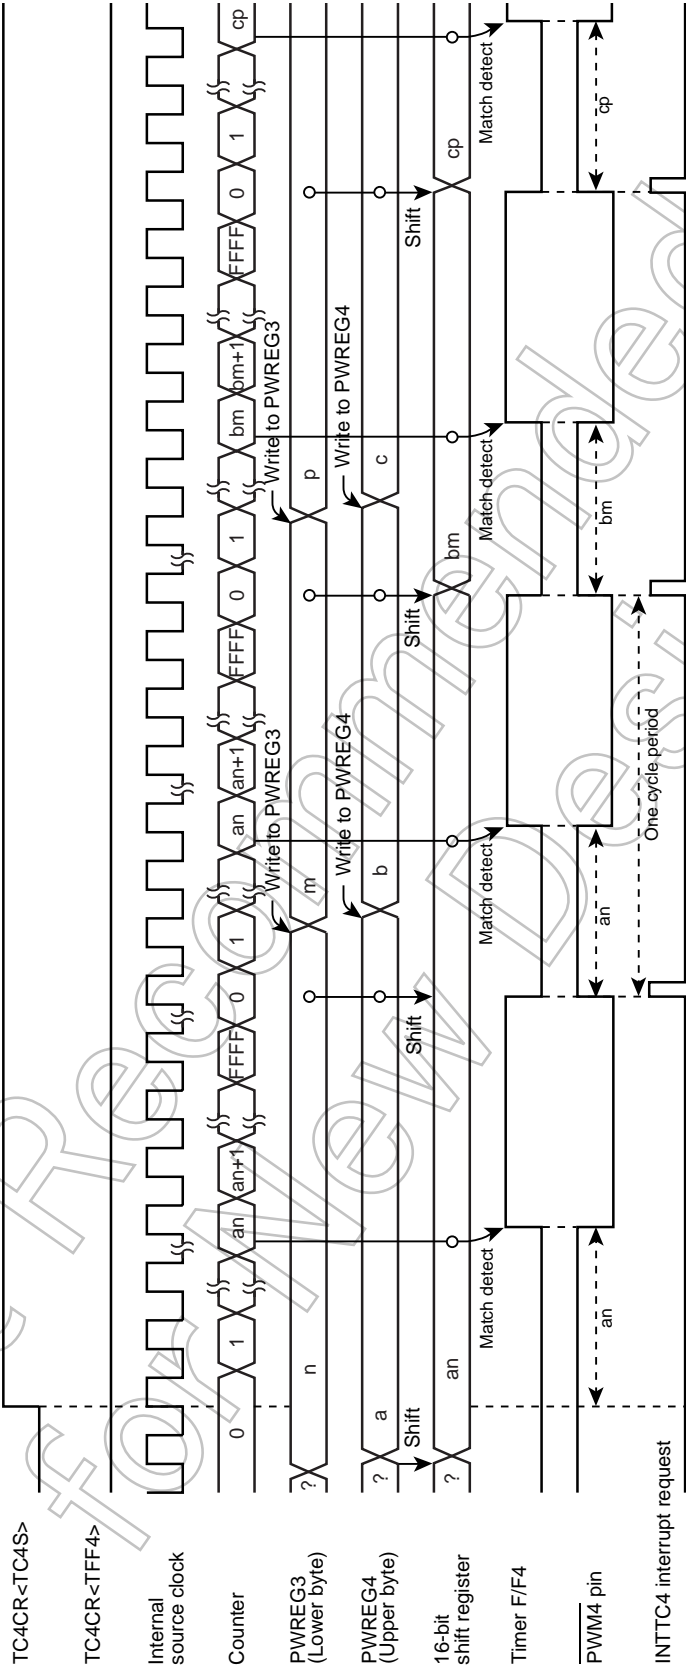 TC4CR<TC4S>
TC4CR<TFF4>
Internal
source clock
Counter 0 1 an an+1 FFFF 0 1 an an+1 FFFF 0 1 bm bm+1 FFFF 0 1 cp
Write to PWREG3 Write to PWREG3
PWREG3
(Lower byte) ? n m p
Write to PWREG4 Write to PWREG4
PWREG4
(Upper byte) ? a b c
Shift Shift Shift Shift
16-bit
shift register ? an bm cp
Match detect Match detect Match detect Match detect
Timer F/F4
PWM4 pin an an bm cp
One cycle period
INTTC4 interrupt request
Recommended
for New Desi